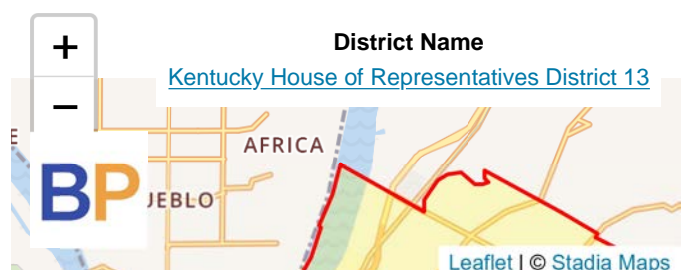 +
District Name
Kentucky House of Representatives District 13
−
E
AFRICA
BP
UEBLO
Leaflet | © Stadia Maps